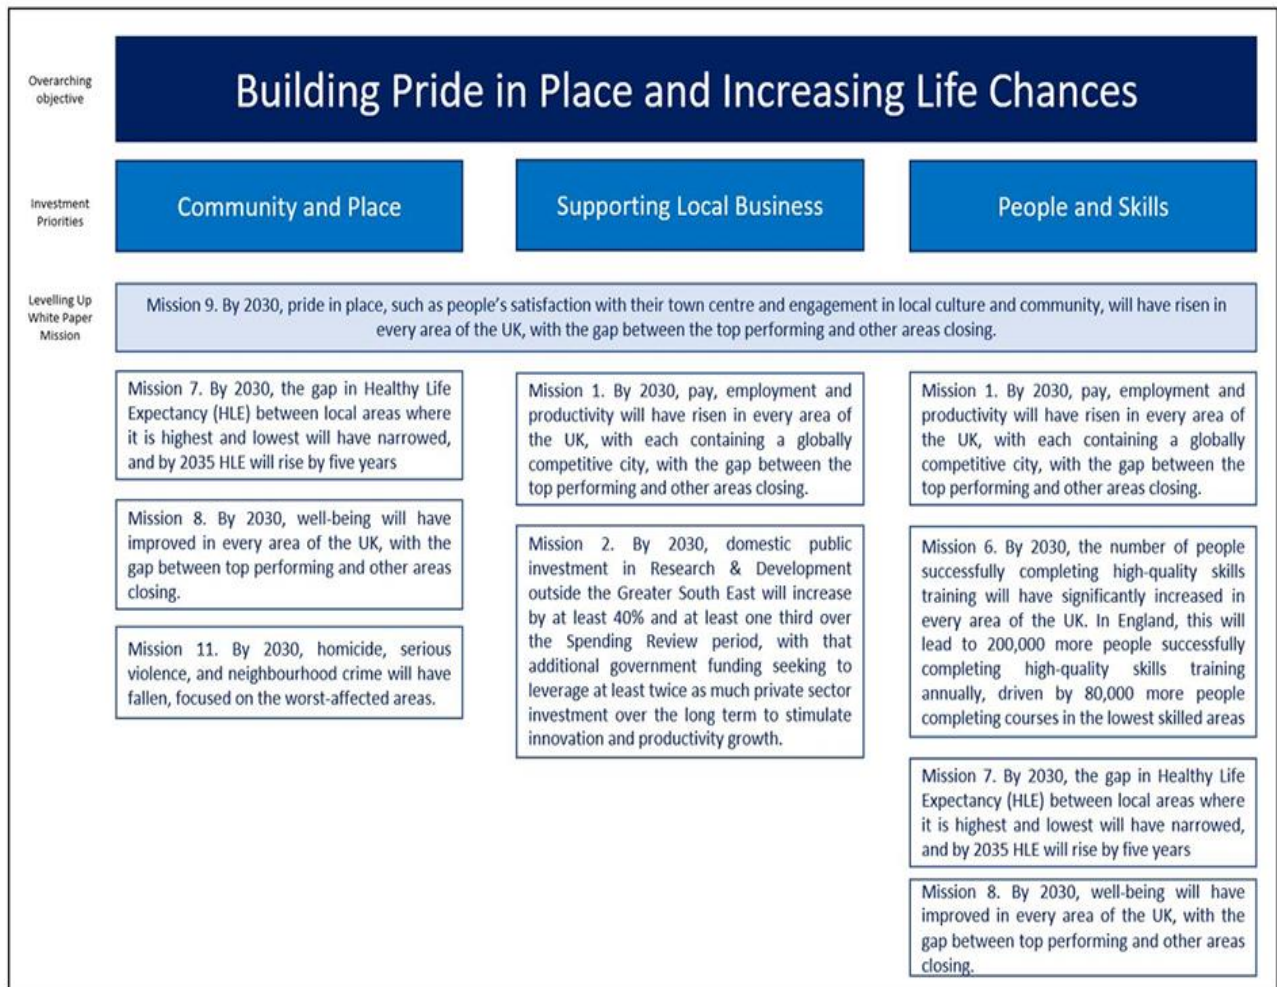 Overarching
objective
Building Pride in Place and Increasing Life Chances
Investment
Priorities
Community and Place
Supporting Local Business
People and Skills
Levelling Up
White Paper
Mission
Mission 9. By 2030, pride in place, such as people's satisfaction with their town centre and engagement in local culture and community, will have risen in
every area of the UK, with the gap between the top performing and other areas closing.
Mission 7. By 2030, the gap in Healthy Life
Expectancy (HLE) between local areas where
it is highest and lowest will have narrowed,
and by 2035 HLE will rise by five years
Mission 8. By 2030, well-being will have
improved in every area of the UK, with the
gap between top performing and other areas
closing.
Mission 11. By 2030, homicide, serious
violence, and neighbourhood crime will have
fallen, focused on the worst-affected areas.
Mission 1. By 2030, pay, employment and
productivity will have risen in every area of
the UK, with each containing a globally
competitive city, with the gap between the
top performing and other areas closing.
Mission 2. By 2030, domestic public
investment in Research & Development
outside the Greater South East will increase
by at least 40% and at least one third over
the Spending Review period, with that
additional government funding seeking to
leverage at least twice as much private sector
investment over the long term to stimulate
innovation and productivity growth.
Mission 1. By 2030, pay, employment and
productivity will have risen in every area of
the UK, with each containing a globally
competitive city, with the gap between the
top performing and other areas closing.
Mission 6. By 2030, the number of people
successfully completing high-quality skills
training will have significantly increased in
every area of the UK. In England, this will
lead to 200,000 more people successfully
completing high-quality skills training
annually, driven by 80,000 more people
completing courses in the lowest skilled areas
Mission 7. By 2030, the gap in Healthy Life
Expectancy (HLE) between local areas where
it is highest and lowest will have narrowed,
and by 2035 HLE will rise by five years
Mission 8. By 2030, well-being will have
improved in every area of the UK, with the
gap between top performing and other areas
closing.